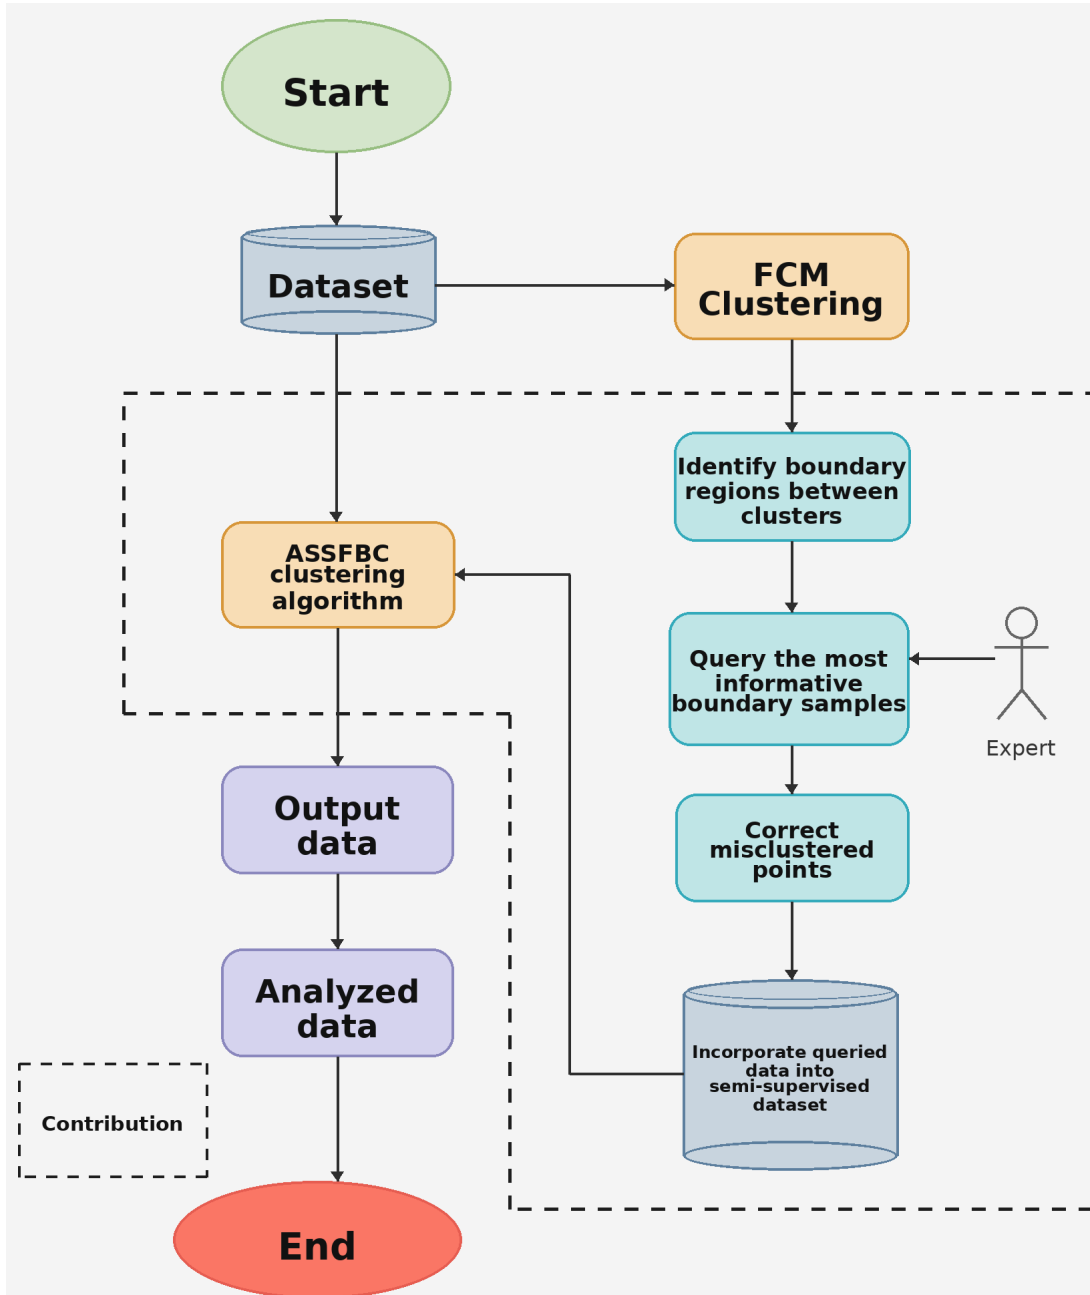 Start
Dataset
FCM
Clustering
Identify boundary
regions between
clusters
ASSFBC
clustering
algorithm
Query the most
informative
boundary samples
Expert
Output
data
Correct
misclustered
points
Analyzed
data
Incorporate queried
data into
semi-supervised
dataset
Contribution
End